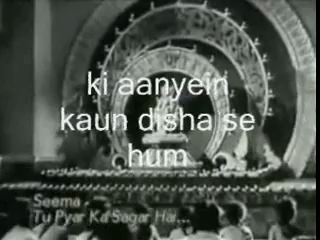 ki aanyein
kaun disha se
hum
Seema -
Tu Pyar Ka Sagar Hai...